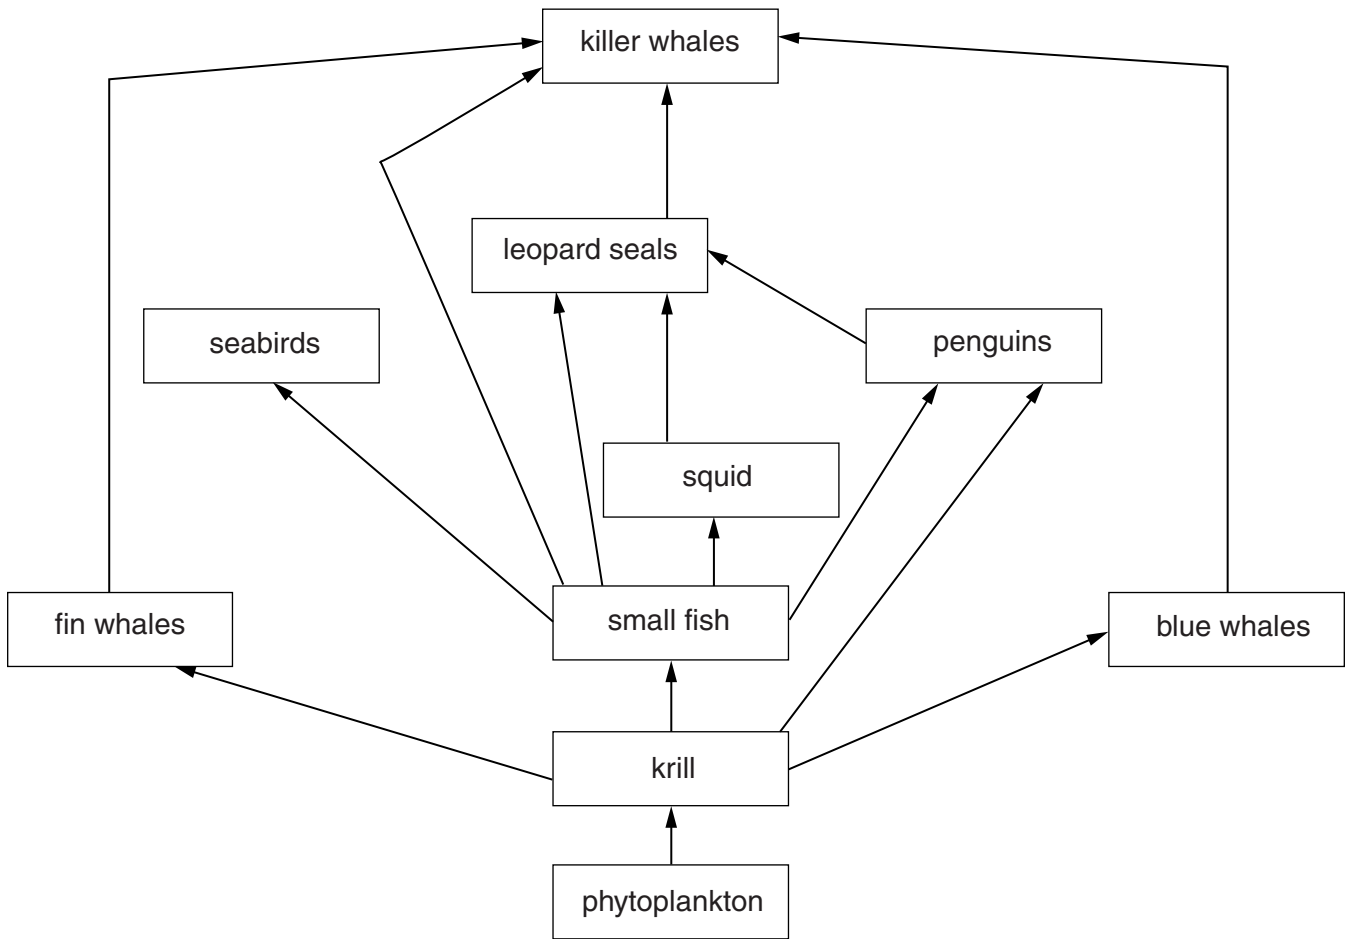 killer whales
leopard seals
seabirds
penguins
squid
small fish
fin whales
blue whales
krill
phytoplankton